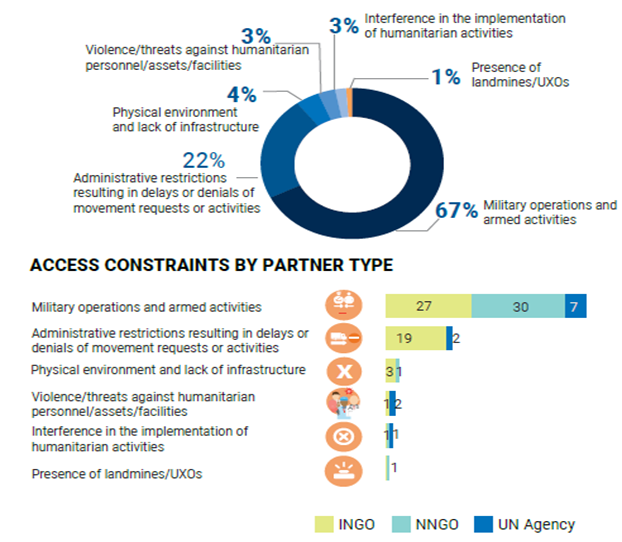 3%
Violence/threats against humanitarian
personnel/assets/facilities
3%
Interference in the implementation
of humanitarian activities
1%
Presence of
landmines/UXOs
4%
Physical environment
and lack of infrastructure
22%
Administrative restrictions
resulting in delays or denials of
movement requests or activities
67%
Military operations and
armed activities
ACCESS CONSTRAINTS BY PARTNER TYPE
Military operations and armed activities
27 30 7
Administrative restrictions resulting in delays or
denials of movement requests or activities
19 2
Physical environment and lack of infrastructure
3 1
Violence/threats against humanitarian
personnel/assets/facilities
1 2
Interference in the implementation of
humanitarian activities
1 1
Presence of landmines/UXOs
1
INGO NNGO UN Agency